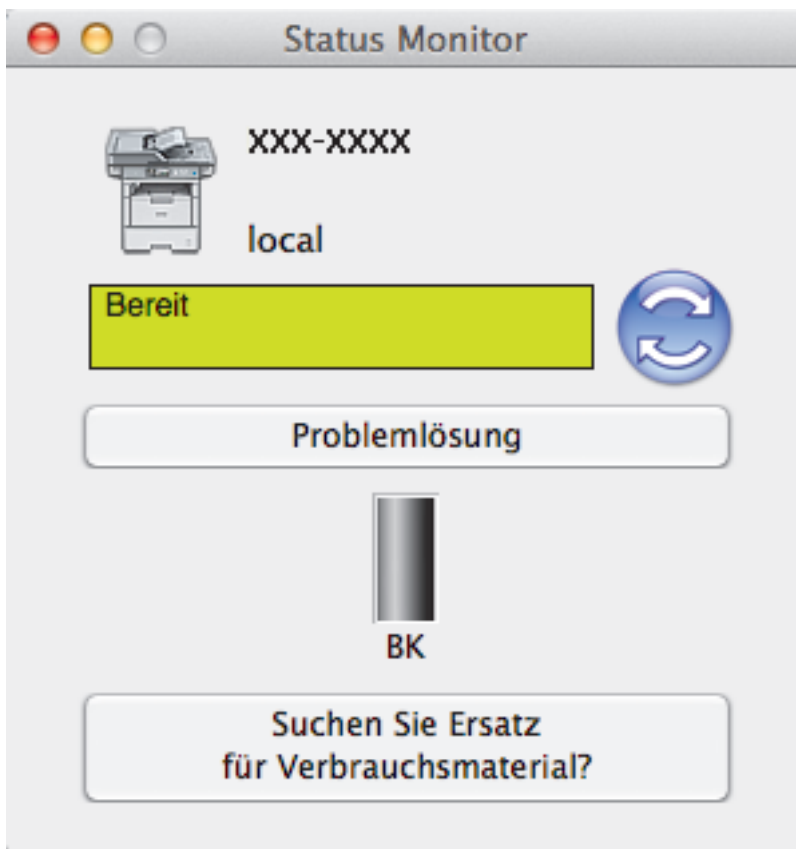 Status Monitor
XXX-XXXX
local
Bereit
Problemlösung
BK
Suchen Sie Ersatz
für Verbrauchsmaterial?